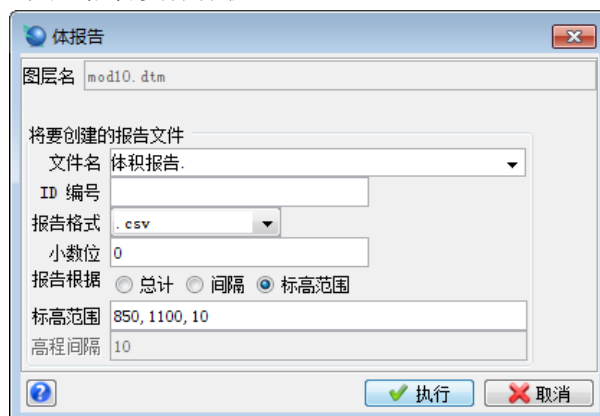 体报告
图层名 mod10.dtm
将要创建的报告文件
文件名 体积报告.
ID 编号
报告格式 .csv
小数位 0
报告根据 总计 间隔 标高范围
标高范围 850,1100,10
高程间隔 10
? 执行 取消